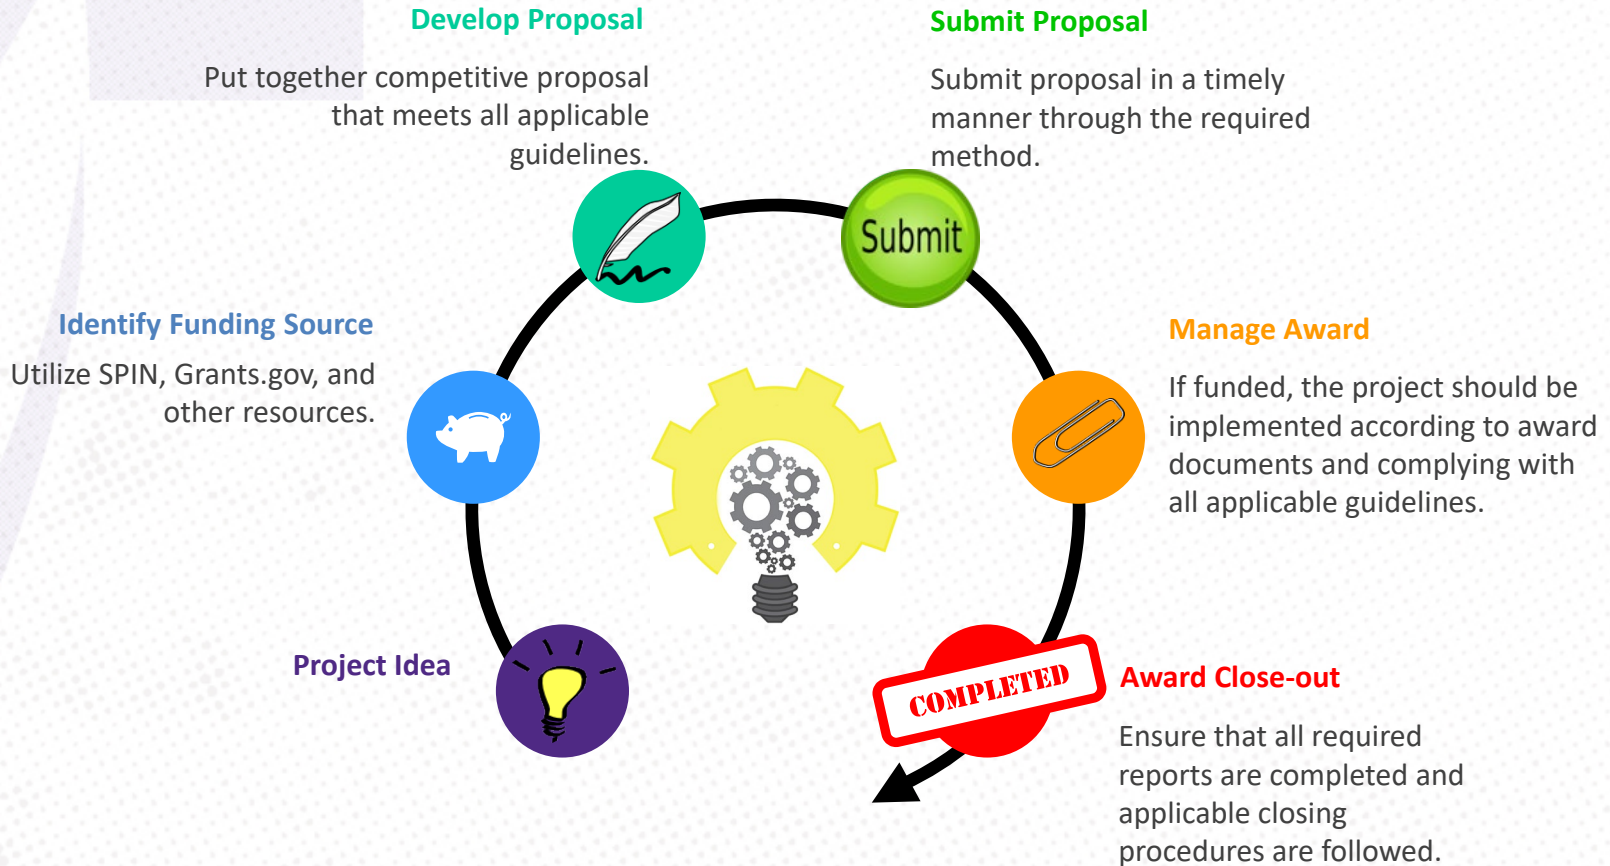 Develop Proposal
Put together competitive proposal
that meets all applicable
guidelines.
Submit Proposal
Submit proposal in a timely
manner through the required
method.
Submit
Identify Funding Source
Utilize SPIN, Grants.gov, and
other resources.
Manage Award
If funded, the project should be
implemented according to award
documents and complying with
all applicable guidelines.
Project Idea
COMPLETED
Award Close-out
Ensure that all required
reports are completed and
applicable closing
procedures are followed.